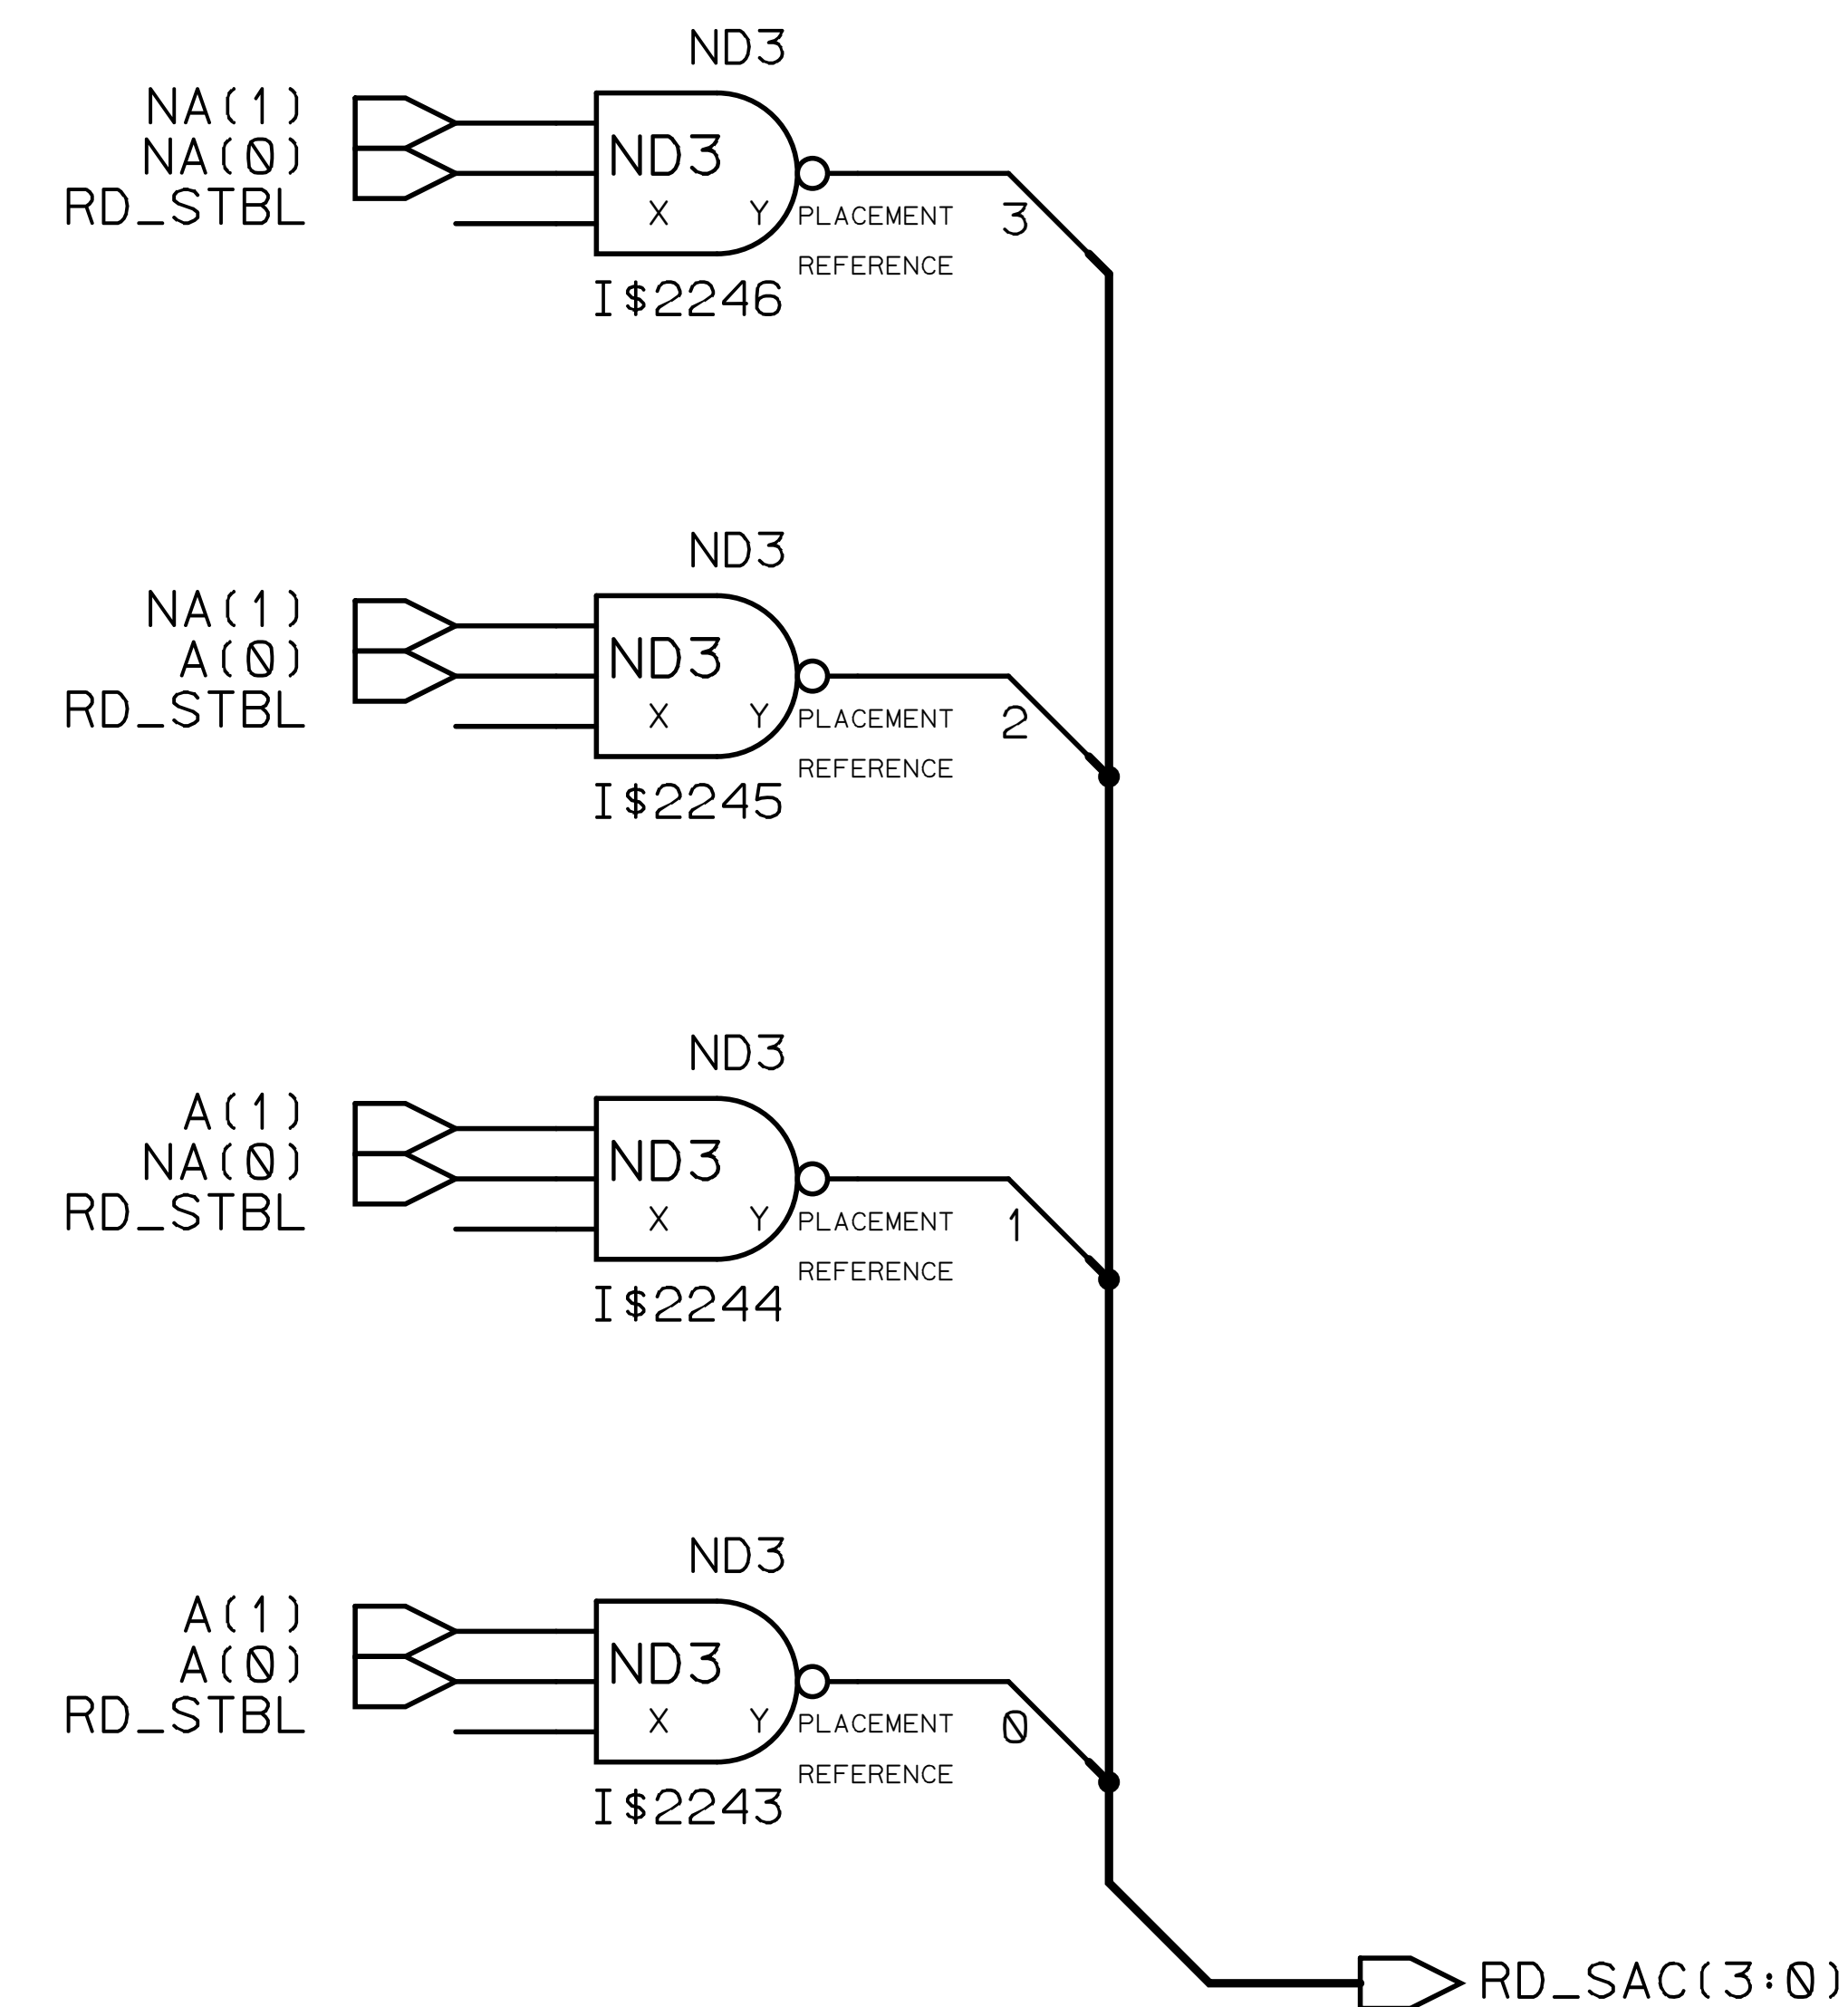 ND3
NA(1)
NA(0)
RD_STBL
ND3
X Y
PLACEMENT
REFERENCE
3
I$2246
ND3
NA(1)
A(0)
RD_STBL
ND3
X Y
PLACEMENT
REFERENCE
2
I$2245
ND3
A(1)
NA(0)
RD_STBL
ND3
X Y
PLACEMENT
REFERENCE
1
I$2244
ND3
A(1)
A(0)
RD_STBL
ND3
X Y
PLACEMENT
REFERENCE
0
I$2243
RD_SAC(3:0)